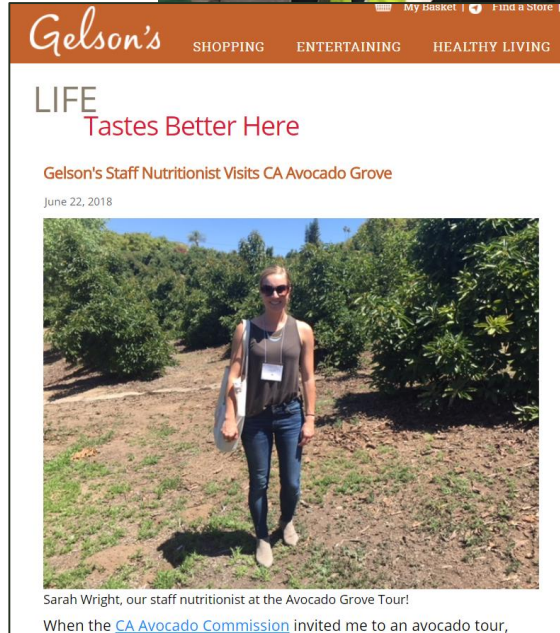 My Basket | Find a Store
Gelson's
SHOPPING ENTERTAINING HEALTHY LIVING
LIFE
Tastes Better Here
Gelson's Staff Nutritionist Visits CA Avocado Grove
June 22, 2018
Sarah Wright, our staff nutritionist at the Avocado Grove Tour!
When the CA Avocado Commission invited me to an avocado tour,